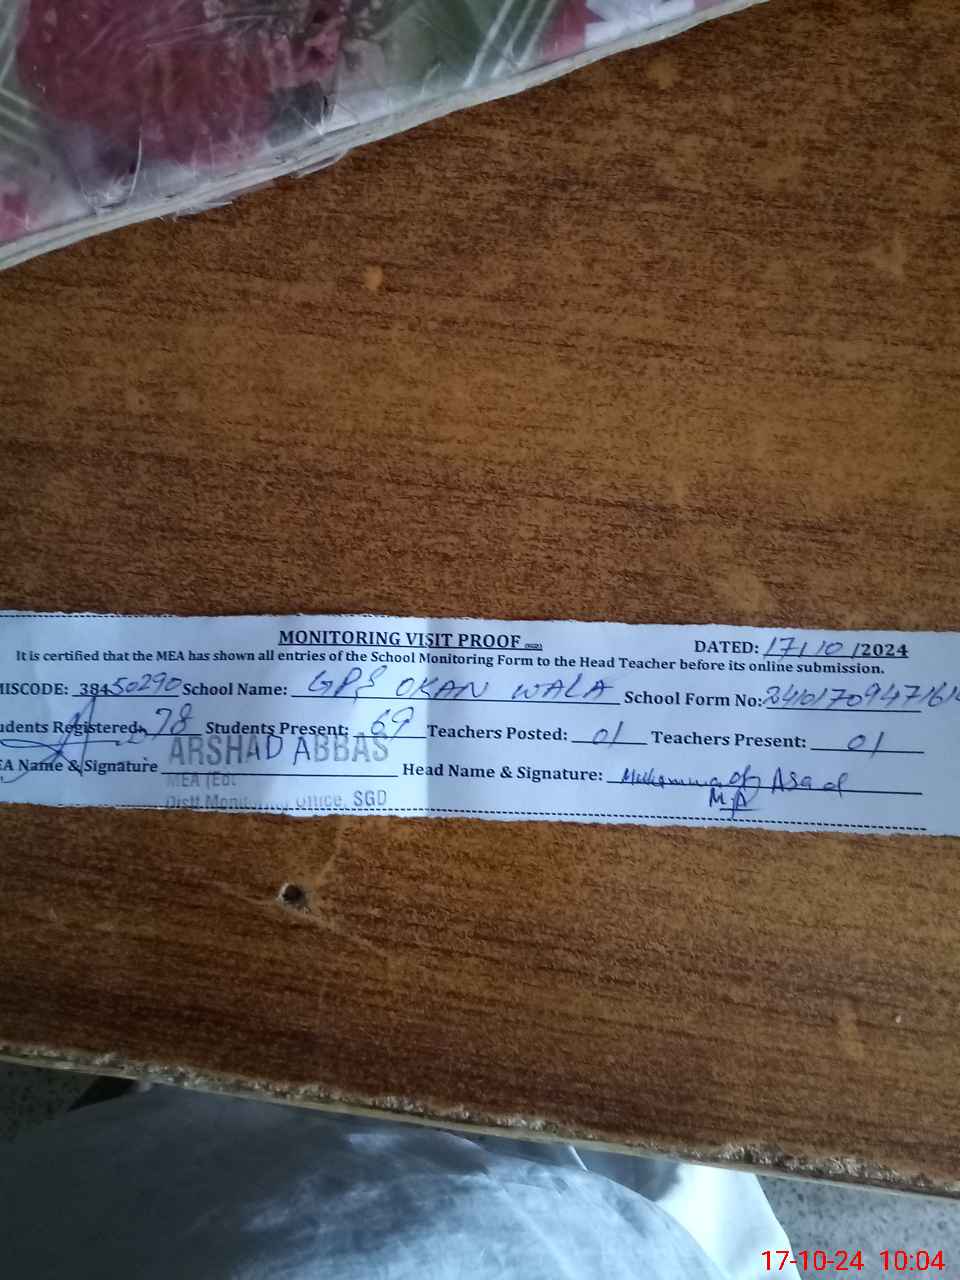 MONITORING VISIT PROOF
DATED: 17/10/2024
It is certified that the MEA has shown all entries of the School Monitoring Form to the Head Teacher before its online submission.
MISCODE: 38450290 School Name: GPS OKAN WALA School Form No:
udents Registered: 78 Students Present: 69 Teachers Posted: 01 Teachers Present: 01
EA Name & Signature ARSHAD ABBAS Head Name & Signature: Muhammad Asad
MEA (Ed
Distt Monitoring Office, SGD
17-10-24 10:04